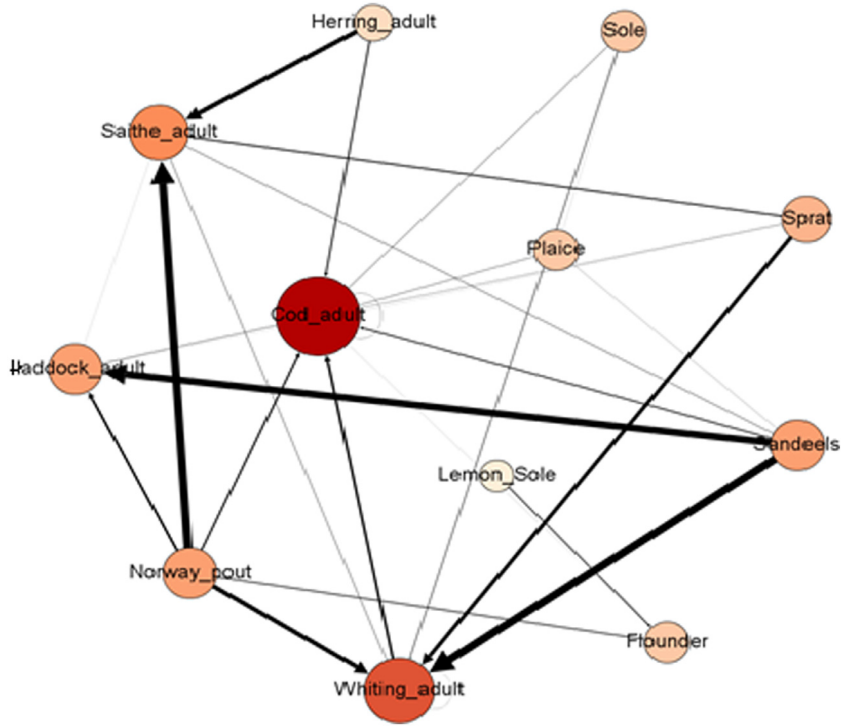 Herring_adult
Sole
Saithe_adult
Sprat
Plaice
Cod_adult
Haddock_adult
Sandeels
Lemon_Sole
Norway_pout
Flounder
Whiting_adult